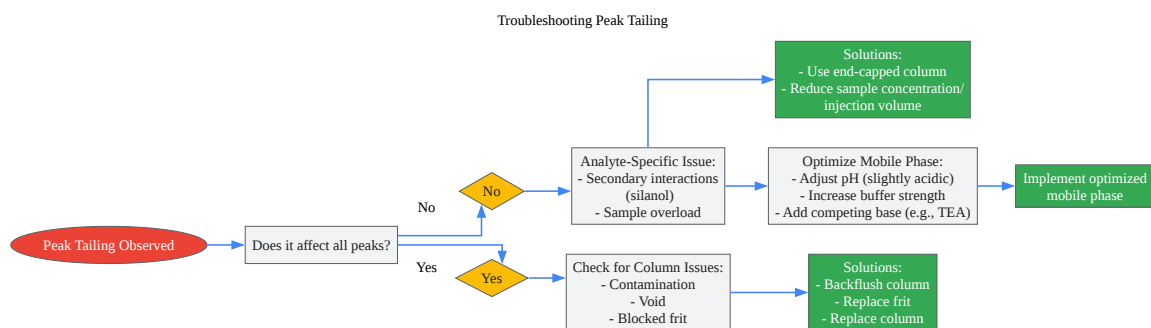 Troubleshooting Peak Tailing
Peak Tailing Observed
Does it affect all peaks?
No
No
Analyte-Specific Issue:
- Secondary interactions
(silanol)
- Sample overload
Solutions:
- Use end-capped column
- Reduce sample concentration/
injection volume
Optimize Mobile Phase:
- Adjust pH (slightly acidic)
- Increase buffer strength
- Add competing base (e.g., TEA)
Implement optimized
mobile phase
Yes
Yes
Check for Column Issues:
- Contamination
- Void
- Blocked frit
Solutions:
- Backflush column
- Replace frit
- Replace column